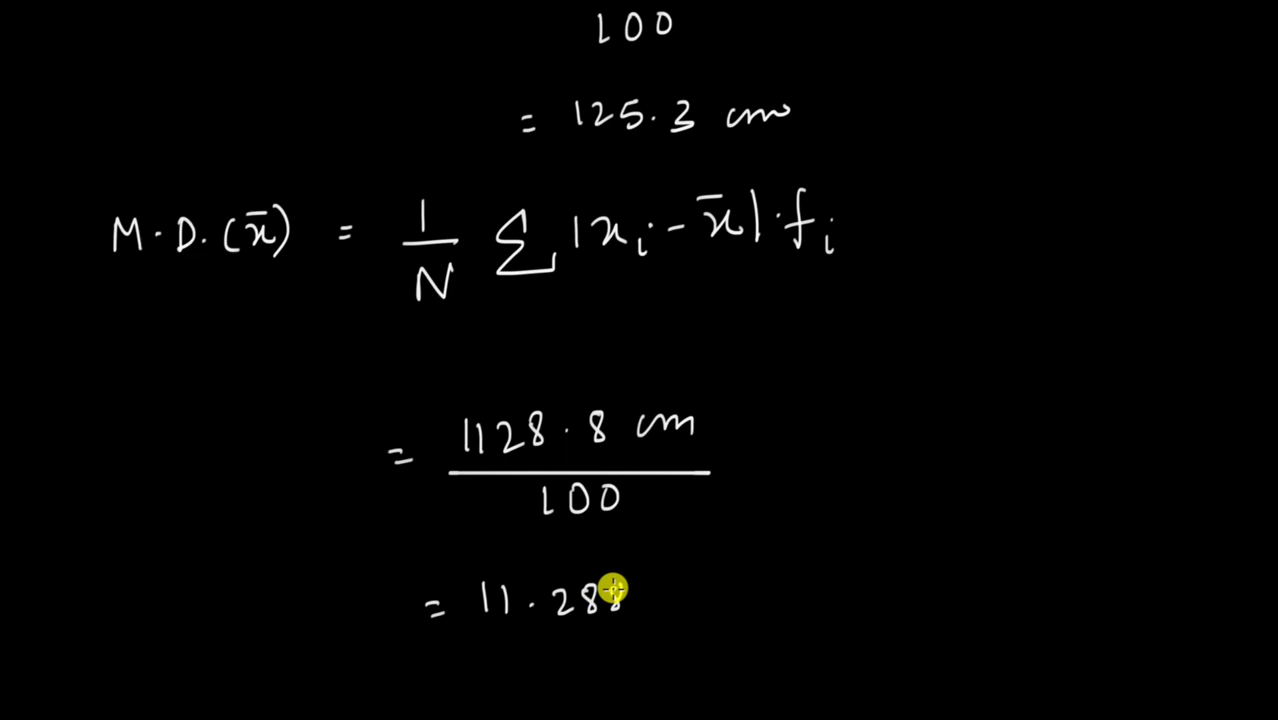 100
= 125.3 cm
M.D.(x̄) = 1/N ∑ |xᵢ - x̄|.fᵢ
= 1128.8 cm / 100
= 11.288